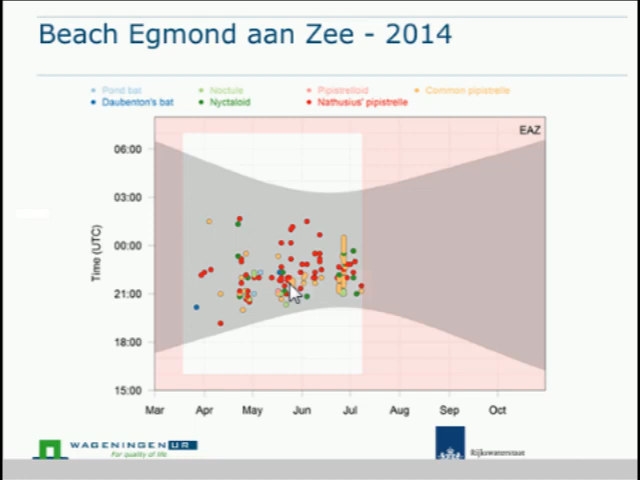 Beach Egmond aan Zee - 2014
Pond bat Noctule Pipistrelloid Common pipistrelle
Daubenton's bat Nyctaloid Nathusius' pipistrelle
EAZ
06:00
03:00
00:00
21:00
18:00
15:00
Time (UTC)
Mar Apr May Jun Jul Aug Sep Oct
WAGENINGEN UR
For quality of life
Rijkswaterstaat